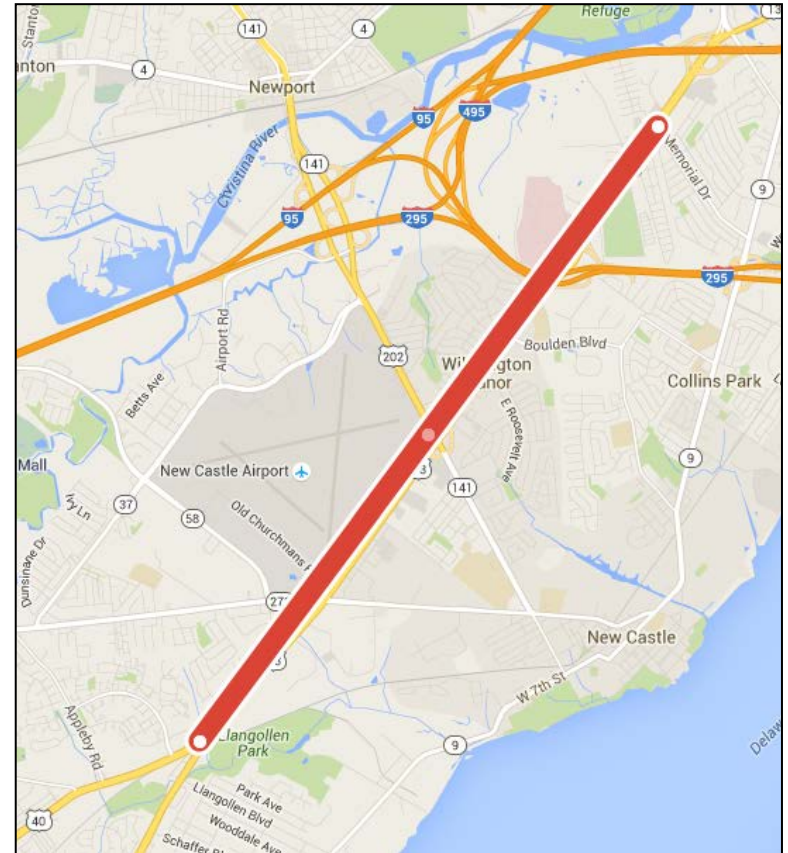 Refuge
141
4
4
Newport
95
495
Christina River
141
Memorial Dr
9
95
295
295
Airport Rd
202
Boulden Blvd
Collins Park
Betts Ave
E Roosevelt Ave
9
Mall
New Castle Airport
141
37
Ivy Ln
58
Old Churchmans
Dunsinane Dr
New Castle
W 7th St
Appleby Rd
Llangollen
Park
9
Park Ave
Llangollen Blvd
40
Wooddale Ave